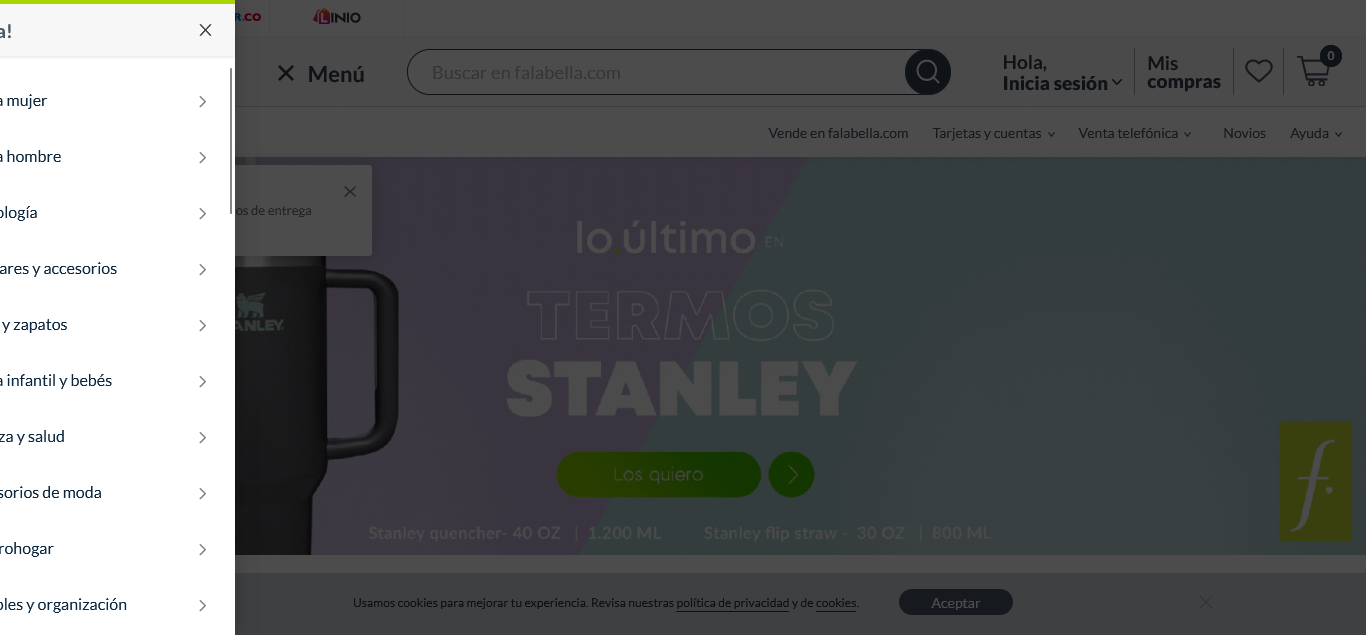 .CO
LINIO
a!
Menú
Buscar en falabella.com
Hola,
Inicia sesión
Mis
compras
0
Vende en falabella.com
Tarjetas y cuentas
Venta telefónica
Novios
Ayuda
a mujer
a hombre
ología
ares y accesorios
y zapatos
a infantil y bebés
za y salud
sorios de moda
rohogar
les y organización
os de entrega
lo.último EN
TERMOS
STANLEY
ANLEY
Los quiero
Stanley quencher- 40 OZ | 1.200 ML
Stanley flip straw - 30 OZ | 800 ML
f.
Usamos cookies para mejorar tu experiencia. Revisa nuestras política de privacidad y de cookies.
Aceptar